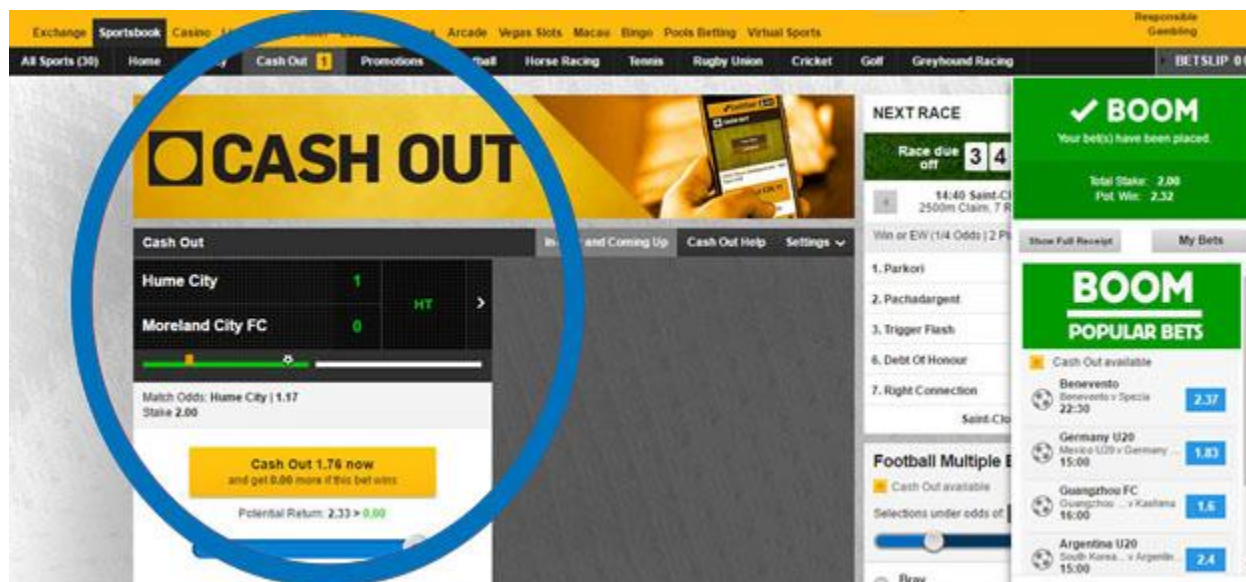 Responsible
Gambling
Exchange Sportsbook Casino Arcade Vegas Slots Macau Bingo Pools Betting Virtual Sports
All Sports (30) Home Cash Out 1 Promotions Horse Racing Tennis Rugby Union Cricket Golf Greyhound Racing BETSLIP
CASH OUT
CASH OUT
Cash Out and Coming Up Cash Out Help Settings
Hume City 1
HT
Moreland City FC 0
Match Odds: Hume City | 1.17
Stake 2.00
Cash Out 1.76 now
and get 0.00 more if this bet wins
Potential Return: 2.33 > 0.00
NEXT RACE
Race due
off 3 4
14:40 Saint-Cl
2500m Claim, 7 R
Win or EW (1/4 Odds | 2 Pl
1. Parkori
2. Pachadargent
3. Trigger Flash
6. Debt Of Honour
7. Right Connection
Saint-Clo
Football Multiple
Cash Out available
Selections under odds of
Bray
BOOM
Your bet(s) have been placed.
Total Stake: 2.00
Pot. Win: 2.32
Show Full Receipt My Bets
BOOM
POPULAR BETS
Cash Out available
Benevento
Benevento v Spezia
22:30
2.37
Germany U20
Mexico U20 v Germany ...
15:00
1.83
Guangzhou FC
Guangzhou ... v Kashima
16:00
1.6
Argentina U20
South Korea... v Argentin...
15:00
2.4